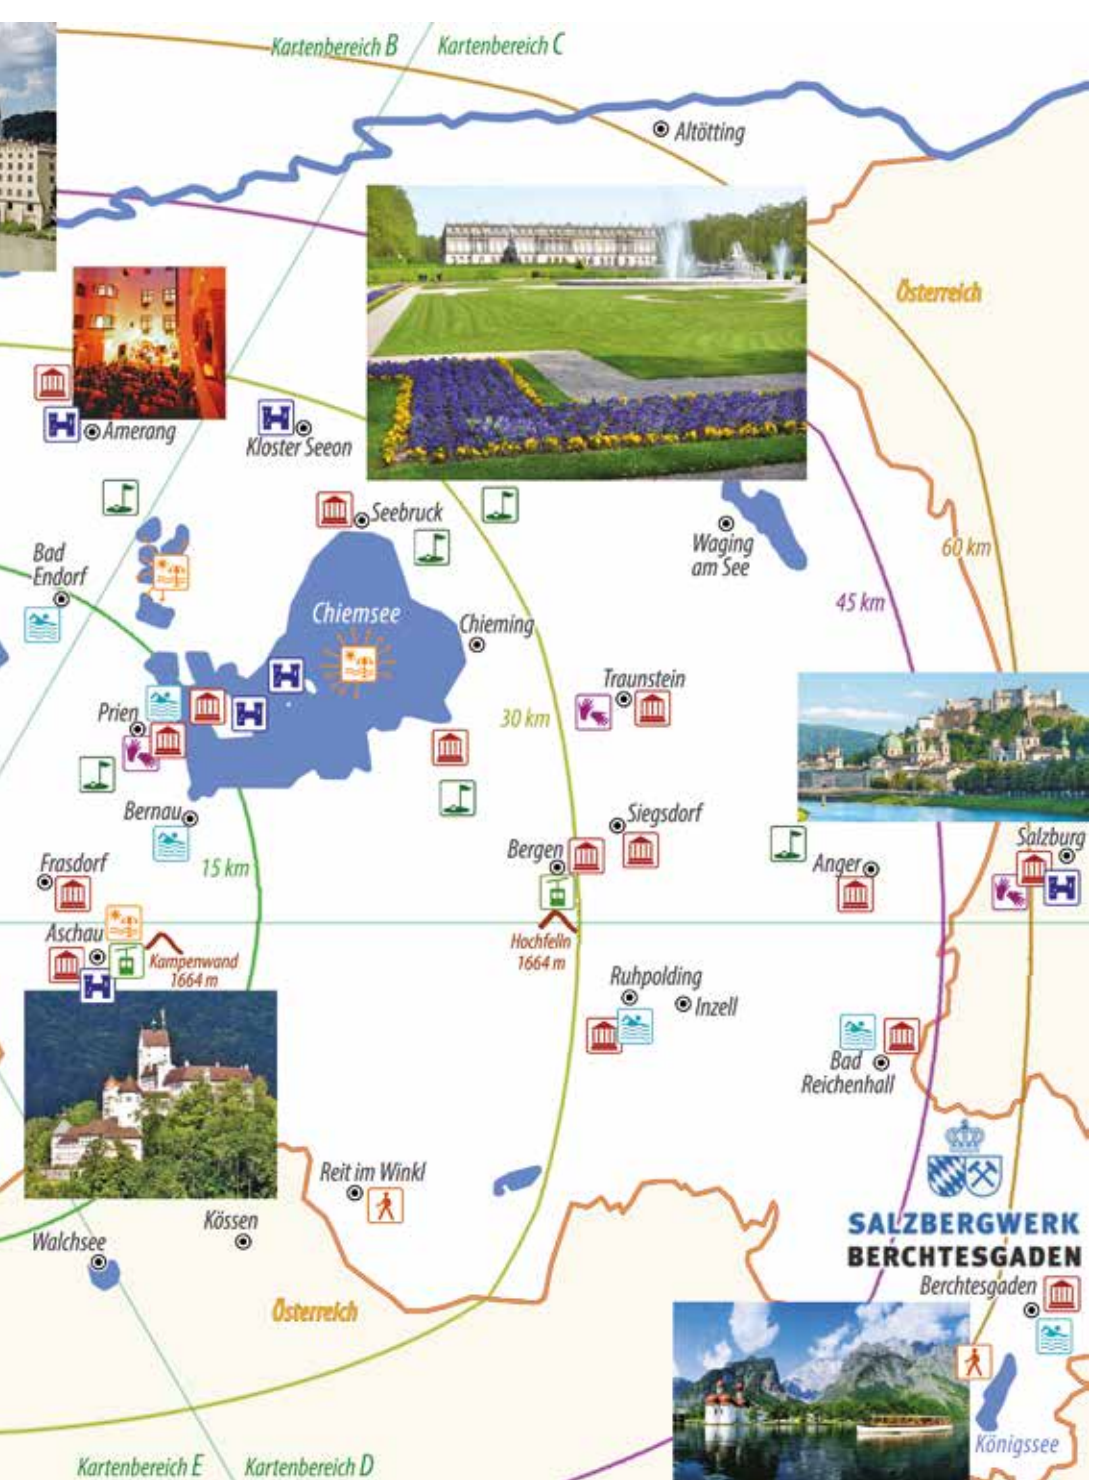 Kartenbereich B
Kartenbereich C
Altötting
Österreich
Amerang
Kloster Seeon
Seebruck
Waging
am See
60 km
Bad
Endorf
45 km
Chiemsee
Chieming
Traunstein
Prien
30 km
Bernau
Siegsdorf
Bergen
Salzburg
Anger
Frasdorf
15 km
Aschau
Kampenwand
1664 m
Hochfelln
1664 m
Ruhpolding
Inzell
Bad
Reichenhall
Reit im Winkl
Kössen
Walchsee
SALZBERGWERK
BERCHTESGADEN
Berchtesgaden
Österreich
Königssee
Kartenbereich E
Kartenbereich D